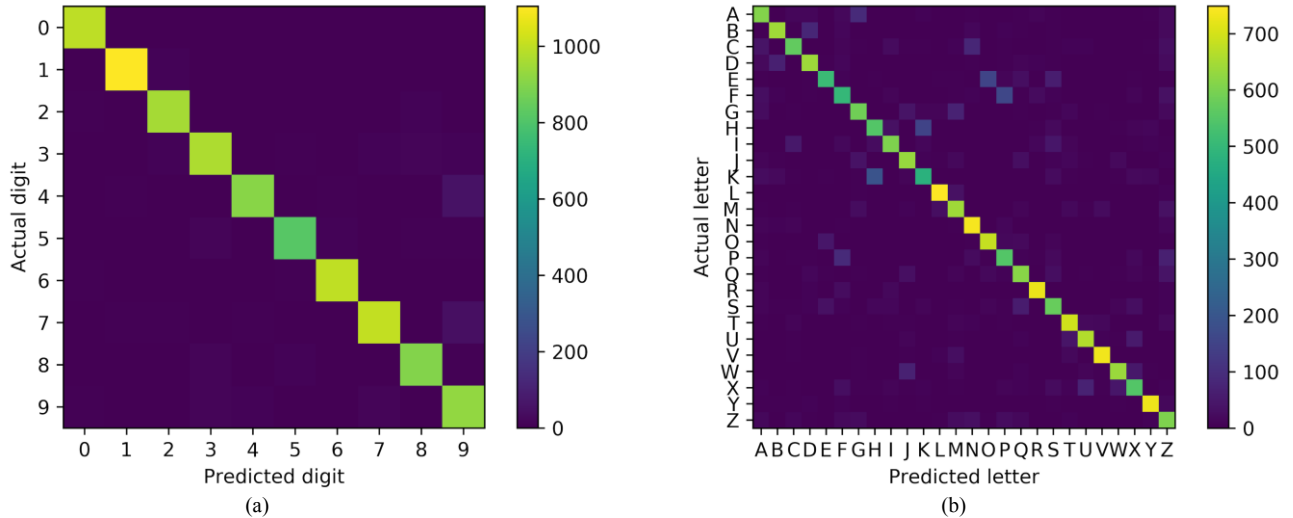 0
1
2
3
4
5
6
7
8
9
Actual digit
0 1 2 3 4 5 6 7 8 9
Predicted digit
1000
800
600
400
200
0
(a)
A
B
C
D
E
F
G
H
I
J
K
L
M
N
O
P
Q
R
S
T
U
V
W
X
Y
Z
Actual letter
A B C D E F G H I J K L M N O P Q R S T U V W X Y Z
Predicted letter
700
600
500
400
300
200
100
0
(b)